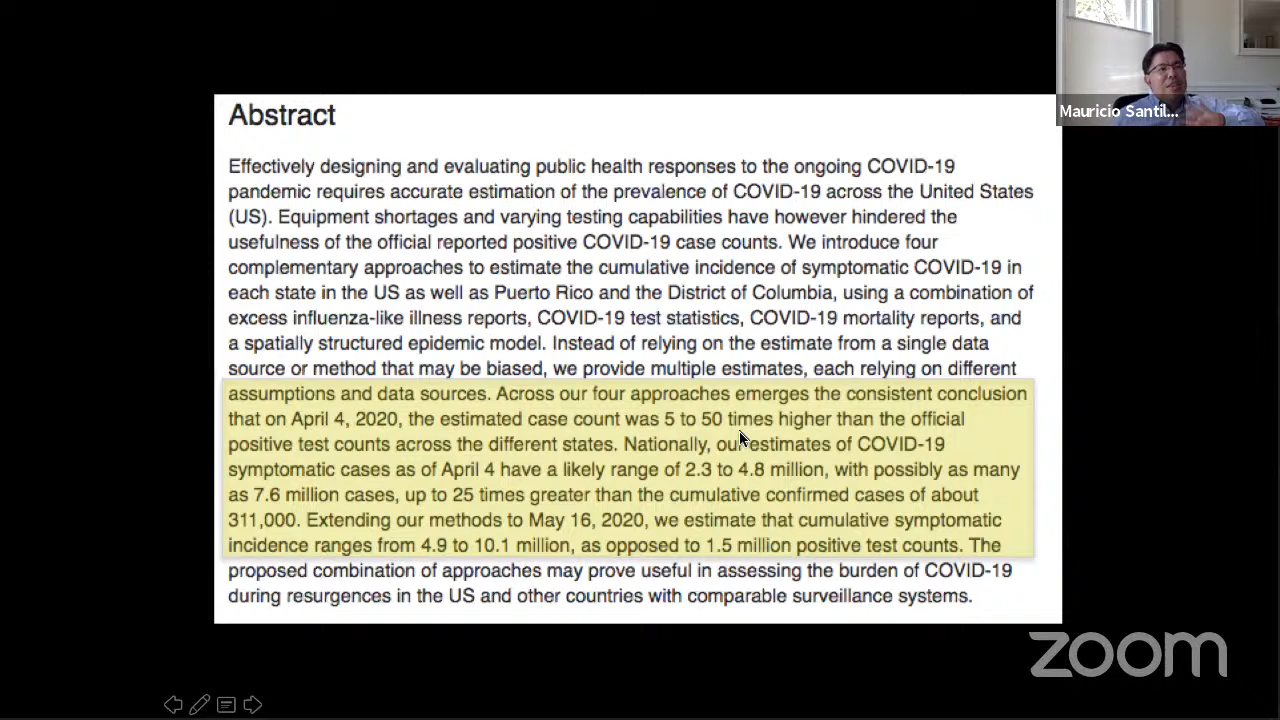 Mauricio Santíl...
Abstract
Effectively designing and evaluating public health responses to the ongoing COVID-19
pandemic requires accurate estimation of the prevalence of COVID-19 across the United States
(US). Equipment shortages and varying testing capabilities have however hindered the
usefulness of the official reported positive COVID-19 case counts. We introduce four
complementary approaches to estimate the cumulative incidence of symptomatic COVID-19 in
each state in the US as well as Puerto Rico and the District of Columbia, using a combination of
excess influenza-like illness reports, COVID-19 test statistics, COVID-19 mortality reports, and
a spatially structured epidemic model. Instead of relying on the estimate from a single data
source or method that may be biased, we provide multiple estimates, each relying on different
assumptions and data sources. Across our four approaches emerges the consistent conclusion
that on April 4, 2020, the estimated case count was 5 to 50 times higher than the official
positive test counts across the different states. Nationally, our estimates of COVID-19
symptomatic cases as of April 4 have a likely range of 2.3 to 4.8 million, with possibly as many
as 7.6 million cases, up to 25 times greater than the cumulative confirmed cases of about
311,000. Extending our methods to May 16, 2020, we estimate that cumulative symptomatic
incidence ranges from 4.9 to 10.1 million, as opposed to 1.5 million positive test counts. The
proposed combination of approaches may prove useful in assessing the burden of COVID-19
during resurgences in the US and other countries with comparable surveillance systems.
zoom